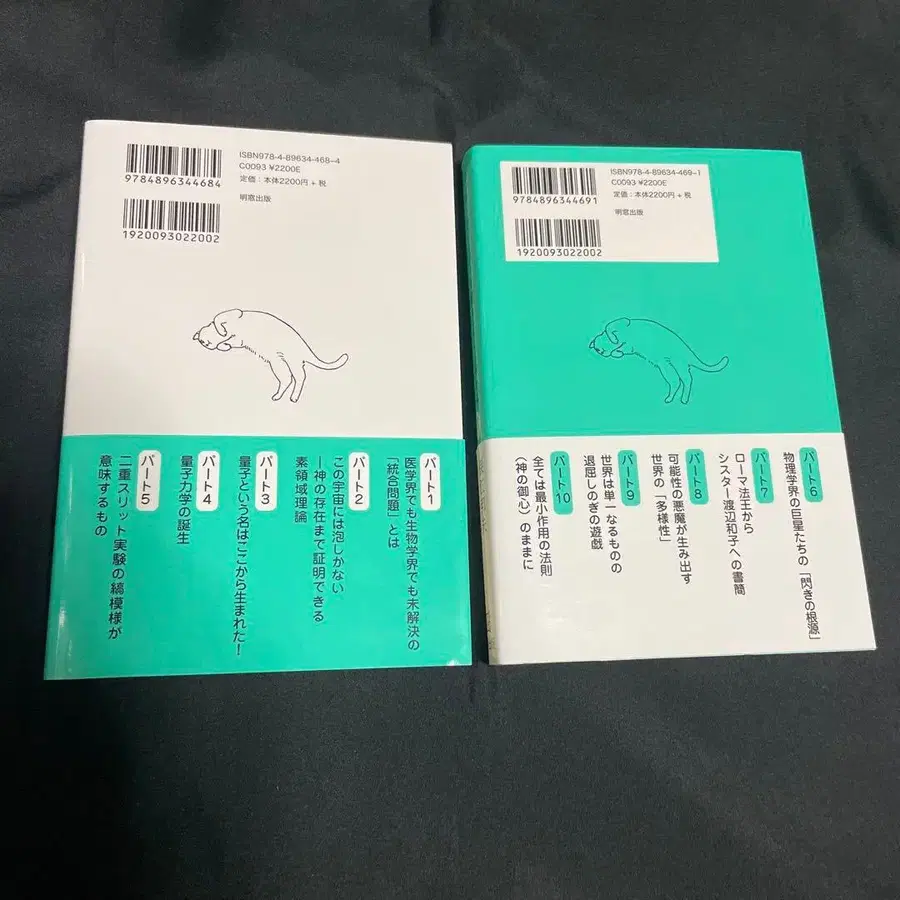 ISBN978-4-89634-468-4
C0093 ¥2200E
定価：本体2200円＋税
明窓出版
9784896344684
1920093022002
パート1
医学界でも生物学界でも未解決の
「統合問題」とは
パート2
この宇宙には泡しかない
―神の存在まで証明できる
素領域理論
パート3
量子という名はここから生まれた！
パート4
量子力学の誕生
パート5
二重スリット実験の縞模様が
意味するもの
ISBN978-4-89634-469-1
C0093 ¥2200E
定価：本体2200円＋税
明窓出版
9784896344691
1920093022002
パート6
物理学界の巨星たちの「閃きの根源」
パート7
ローマ法王から
シスター渡辺和子への書簡
パート8
可能性の悪魔が生み出す
世界の「多様性」
パート9
世界は単一なるものの
退屈しのぎの遊戯
パート10
全ては最小作用の法則
（神の御心）のままに